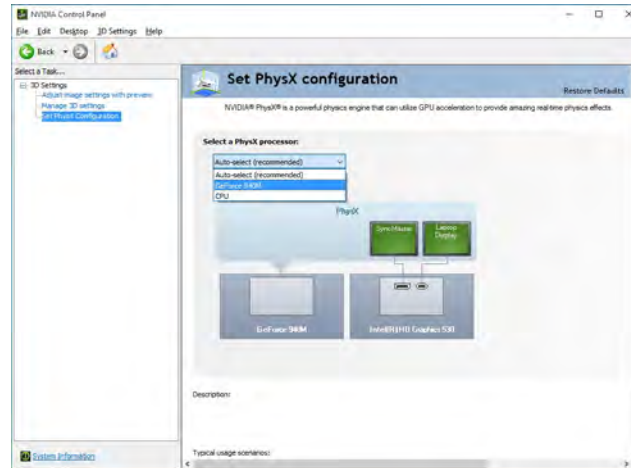 NVIDIA Control Panel
File Edit Desktop 3D Settings Help
Back
Select a Task...
3D Settings
Adjust image settings with preview
Manage 3D settings
Set PhysX Configuration
System Information
Set PhysX configuration
Restore Defaults
NVIDIA® PhysX® is a powerful physics engine that can utilize GPU acceleration to provide amazing real-time physics effects.
Select a PhysX processor:
Auto-select (recommended)
Auto-select (recommended)
GeForce 940M
CPU
PhysX
SyncMaster
Laptop Display
GeForce 940M
Intel(R) HD Graphics 530
Description:
Typical usage scenarios: